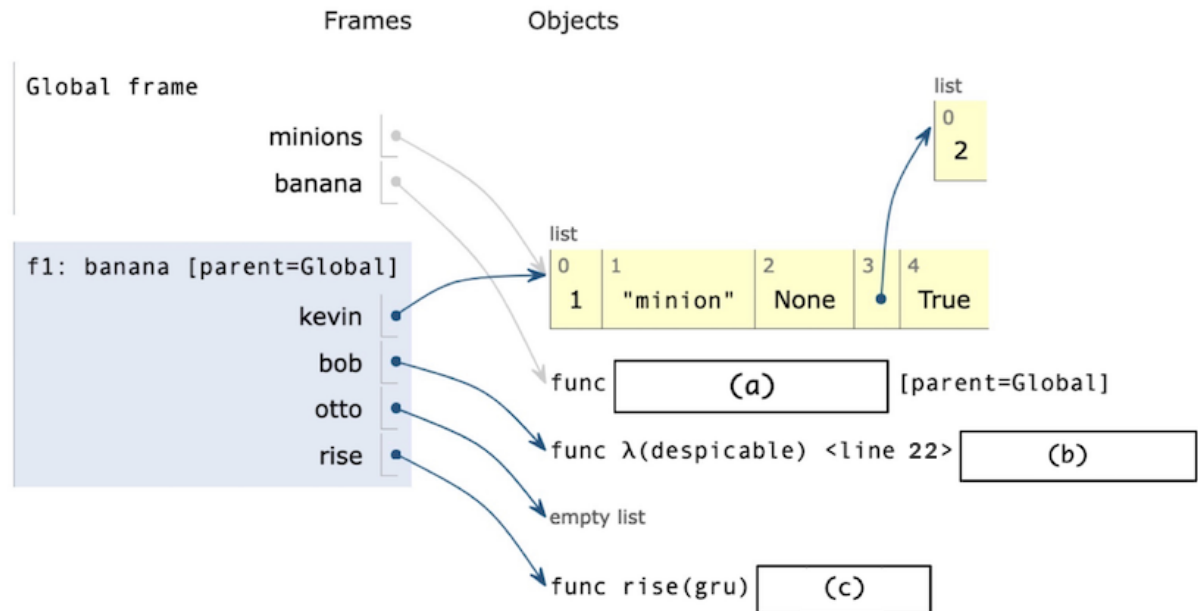 Frames Objects
Global frame
minions
banana
list
0
2
f1: banana [parent=Global]
kevin
bob
otto
rise
list
0 1 2 3 4
1 "minion" None True
func (a) [parent=Global]
func λ(despicable) <line 22> (b)
empty list
func rise(gru) (c)